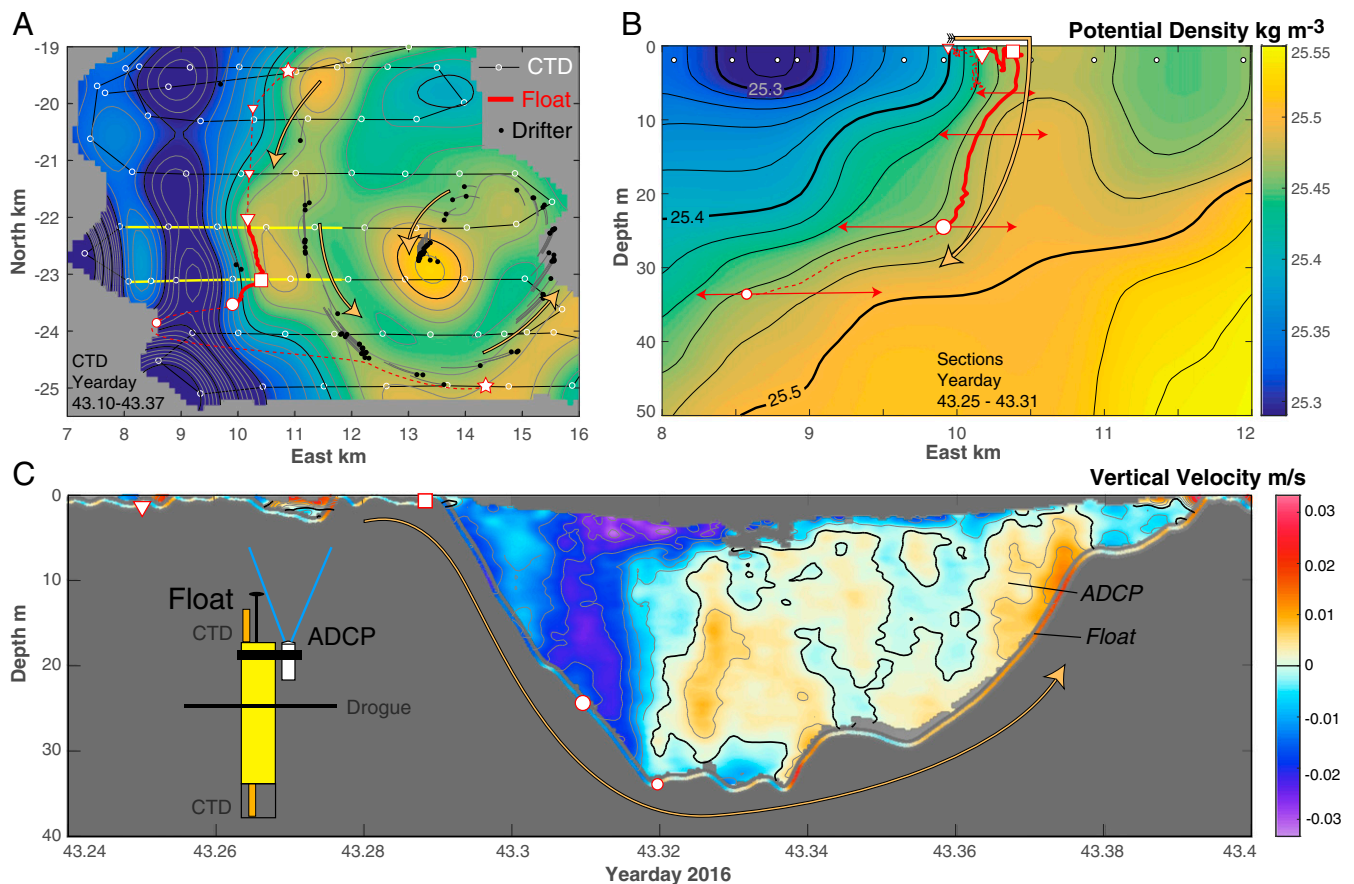 A
-19
-20
-21
-22
-23
-24
-25
North km
CTD
Float
Drifter
CTD
Yearday
43.10-43.37
7 8 9 10 11 12 13 14 15 16
East km
B
Potential Density kg m-3
0
10
20
30
40
50
Depth m
25.3
25.4
25.5
Sections
Yearday
43.25 - 43.31
8 9 10 11 12
East km
25.55
25.5
25.45
25.4
25.35
25.3
C
Vertical Velocity m/s
0
10
20
30
40
Depth m
Float
CTD
ADCP
Drogue
CTD
ADCP
Float
43.24 43.26 43.28 43.3 43.32 43.34 43.36 43.38 43.4
Yearday 2016
0.03
0.02
0.01
0
-0.01
-0.02
-0.03